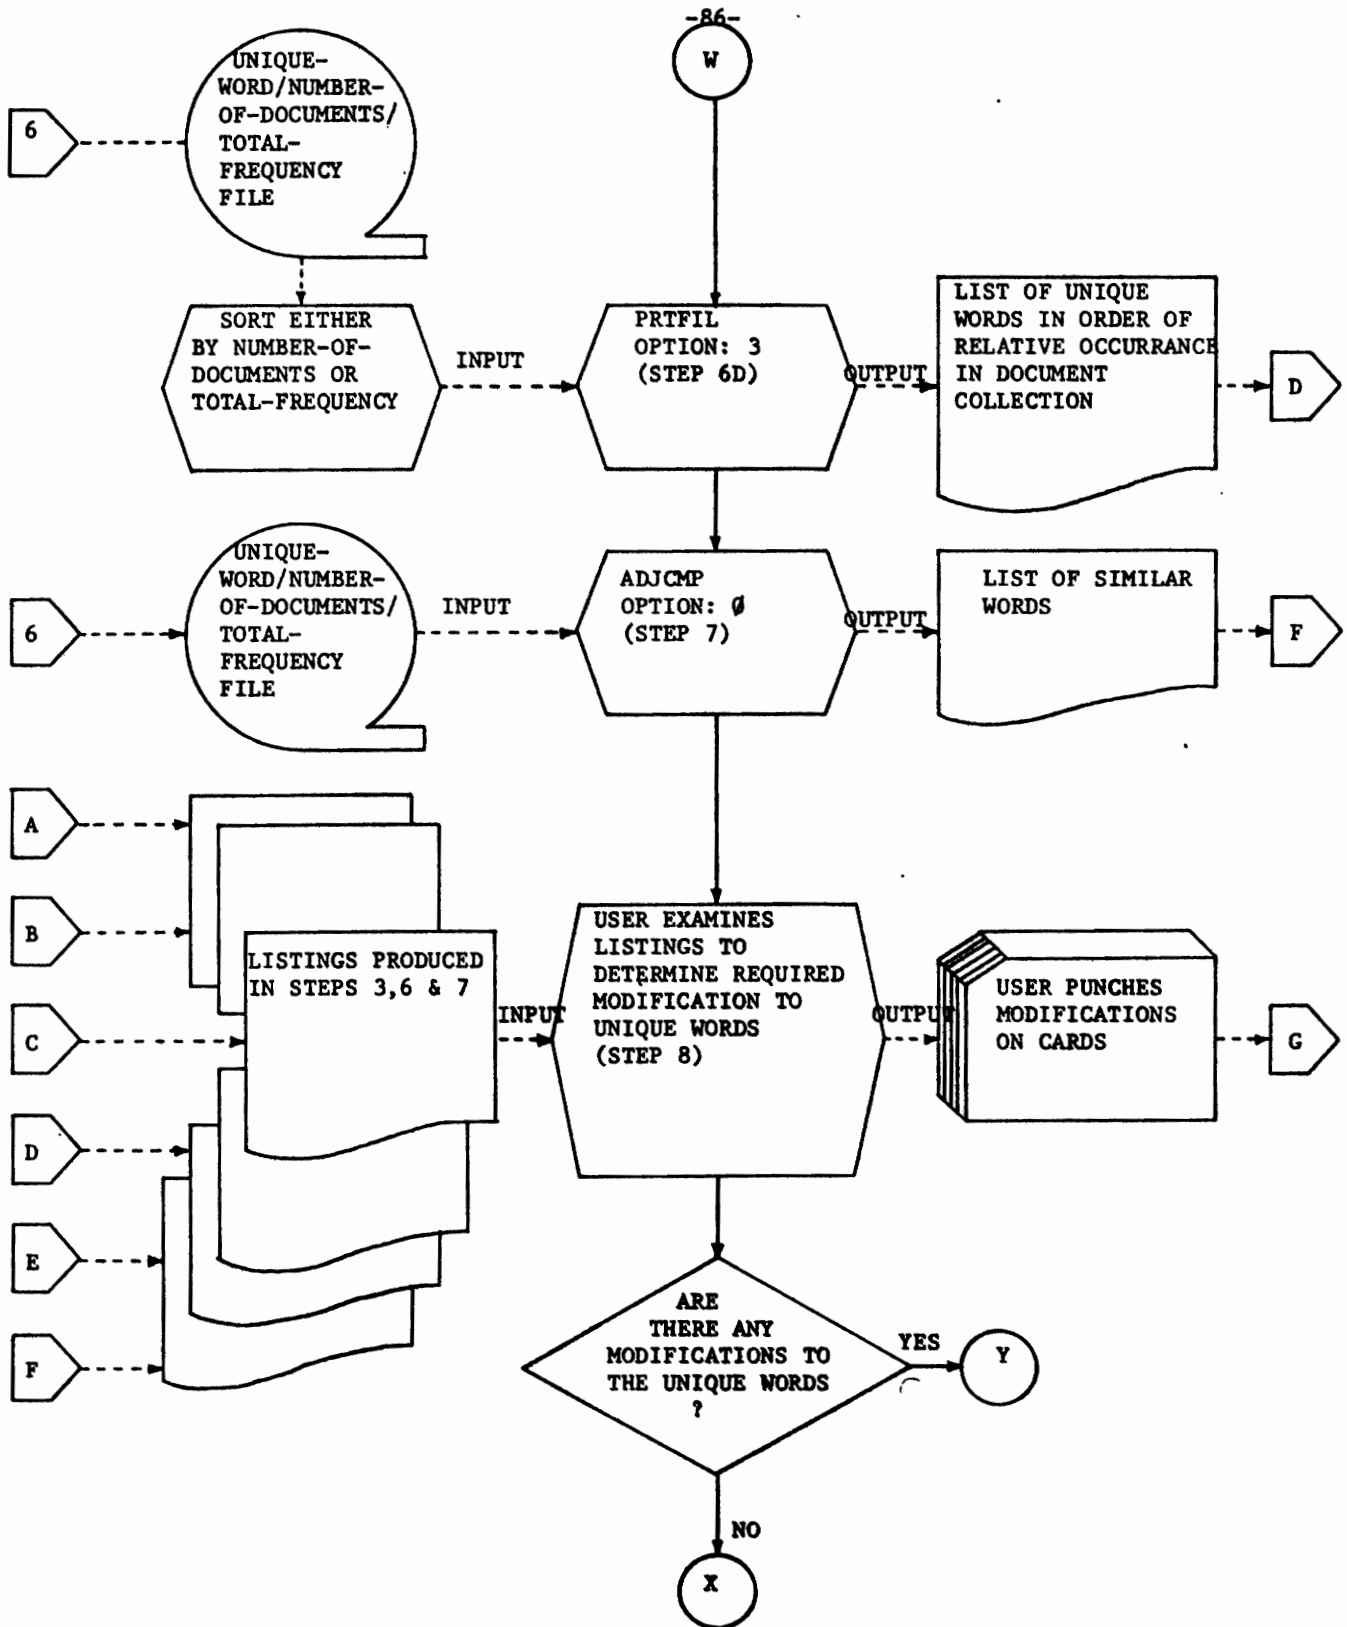 -86-
W
6
UNIQUE-
WORD/NUMBER-
OF-DOCUMENTS/
TOTAL-
FREQUENCY
FILE
SORT EITHER
BY NUMBER-OF-
DOCUMENTS OR
TOTAL-FREQUENCY
INPUT
PRTFIL
OPTION: 3
(STEP 6D)
OUTPUT
LIST OF UNIQUE
WORDS IN ORDER OF
RELATIVE OCCURRANCE
IN DOCUMENT
COLLECTION
D
6
UNIQUE-
WORD/NUMBER-
OF-DOCUMENTS/
TOTAL-
FREQUENCY
FILE
INPUT
ADJCMP
OPTION: Ø
(STEP 7)
OUTPUT
LIST OF SIMILAR
WORDS
F
A
B
C
D
E
F
LISTINGS PRODUCED
IN STEPS 3,6 & 7
INPUT
USER EXAMINES
LISTINGS TO
DETERMINE REQUIRED
MODIFICATION TO
UNIQUE WORDS
(STEP 8)
OUTPUT
USER PUNCHES
MODIFICATIONS
ON CARDS
G
ARE
THERE ANY
MODIFICATIONS TO
THE UNIQUE WORDS
?
YES
Y
NO
X